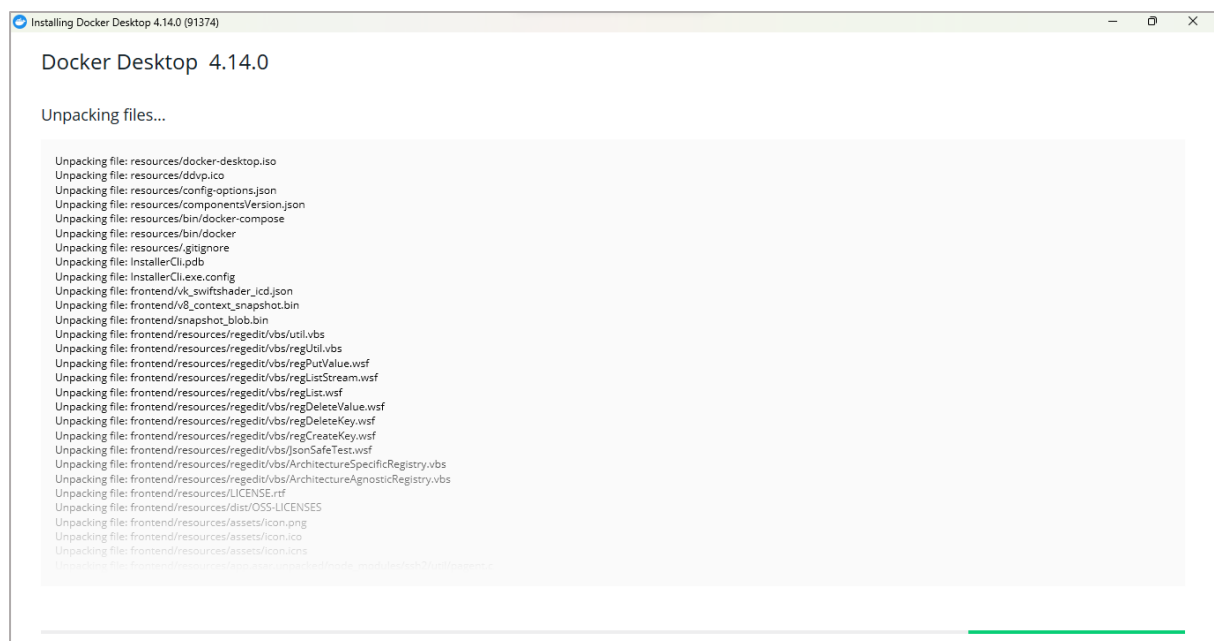 Installing Docker Desktop 4.14.0 (91374)
Docker Desktop 4.14.0
Unpacking files...
Unpacking file: resources/docker-desktop.iso
Unpacking file: resources/ddvp.ico
Unpacking file: resources/config-options.json
Unpacking file: resources/componentsVersion.json
Unpacking file: resources/bin/docker-compose
Unpacking file: resources/bin/docker
Unpacking file: resources/.gitignore
Unpacking file: InstallerCli.pdb
Unpacking file: InstallerCli.exe.config
Unpacking file: frontend/vk_swiftshader_icd.json
Unpacking file: frontend/v8_context_snapshot.bin
Unpacking file: frontend/snapshot_blob.bin
Unpacking file: frontend/resources/regedit/vbs/util.vbs
Unpacking file: frontend/resources/regedit/vbs/regUtil.vbs
Unpacking file: frontend/resources/regedit/vbs/regPutValue.wsf
Unpacking file: frontend/resources/regedit/vbs/regListStream.wsf
Unpacking file: frontend/resources/regedit/vbs/regList.wsf
Unpacking file: frontend/resources/regedit/vbs/regDeleteValue.wsf
Unpacking file: frontend/resources/regedit/vbs/regDeleteKey.wsf
Unpacking file: frontend/resources/regedit/vbs/regCreateKey.wsf
Unpacking file: frontend/resources/regedit/vbs/JsonSafeTest.wsf
Unpacking file: frontend/resources/regedit/vbs/ArchitectureSpecificRegistry.vbs
Unpacking file: frontend/resources/regedit/vbs/ArchitectureAgnosticRegistry.vbs
Unpacking file: frontend/resources/LICENSE.rtf
Unpacking file: frontend/resources/dist/OSS-LICENSES
Unpacking file: frontend/resources/assets/icon.png
Unpacking file: frontend/resources/assets/icon.ico
Unpacking file: frontend/resources/assets/icon.icns
Unpacking file: